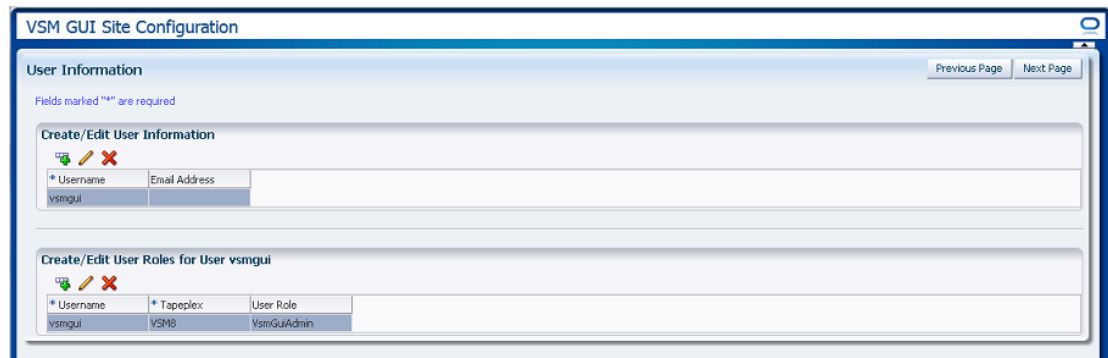 VSM GUI Site Configuration
User Information
Previous Page Next Page
Fields marked "*" are required
Create/Edit User Information
* Username Email Address
vsmgui
Create/Edit User Roles for User vsmgui
* Username * Tapeplex User Role
vsmgui VSM8 VsmGuiAdmin